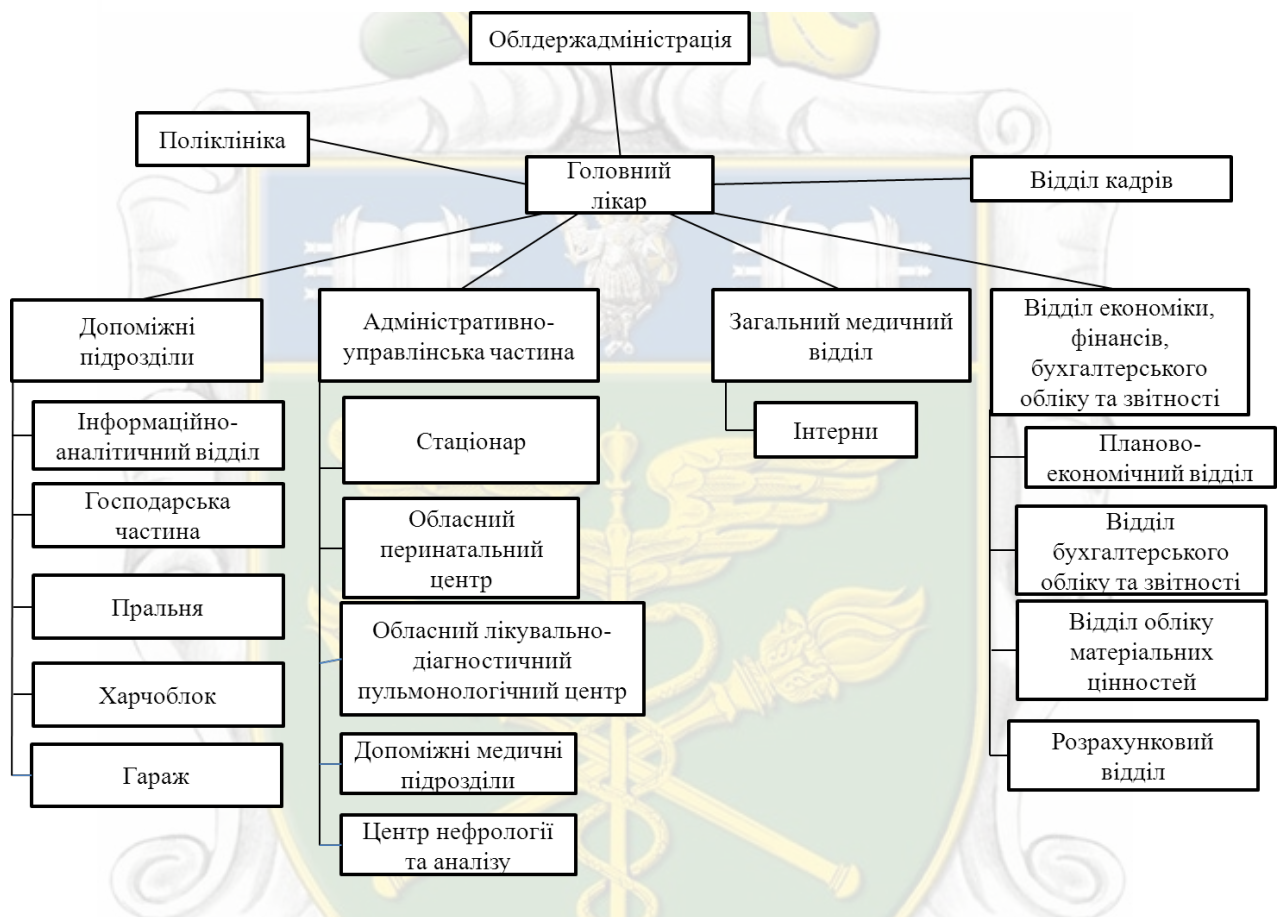 Облдержадміністрація
Поліклініка
Головний
лікар
Відділ кадрів
Допоміжні
підрозділи
Інформаційно-
аналітичний відділ
Господарська
частина
Пральня
Харчоблок
Гараж
Адміністративно-
управлінська частина
Стаціонар
Обласний
перинатальний
центр
Обласний лікувально-
діагностичний
пульмонологічний центр
Допоміжні медичні
підрозділи
Центр нефрології
та аналізу
Загальний медичний
відділ
Інтерни
Відділ економіки,
фінансів,
бухгалтерського
обліку та звітності
Планово-
економічний відділ
Відділ
бухгалтерського
обліку та звітності
Відділ обліку
матеріальних
цінностей
Розрахунковий
відділ